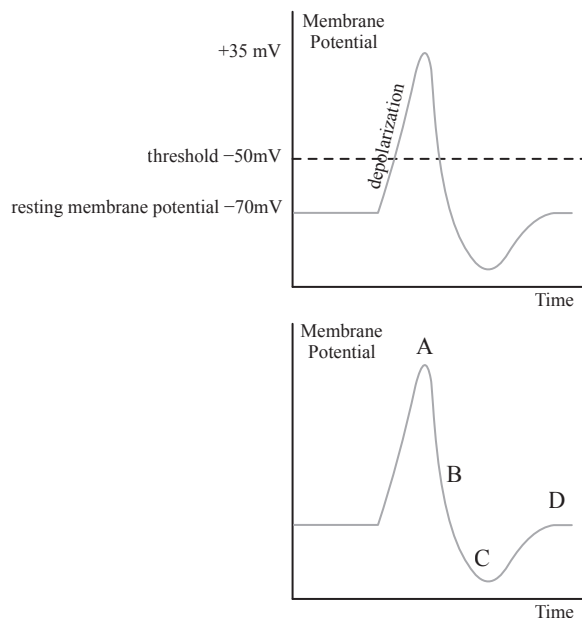 Membrane
Potential
+35 mV
depolarization
threshold −50mV
resting membrane potential −70mV
Time
Membrane
Potential
A
B
D
C
Time